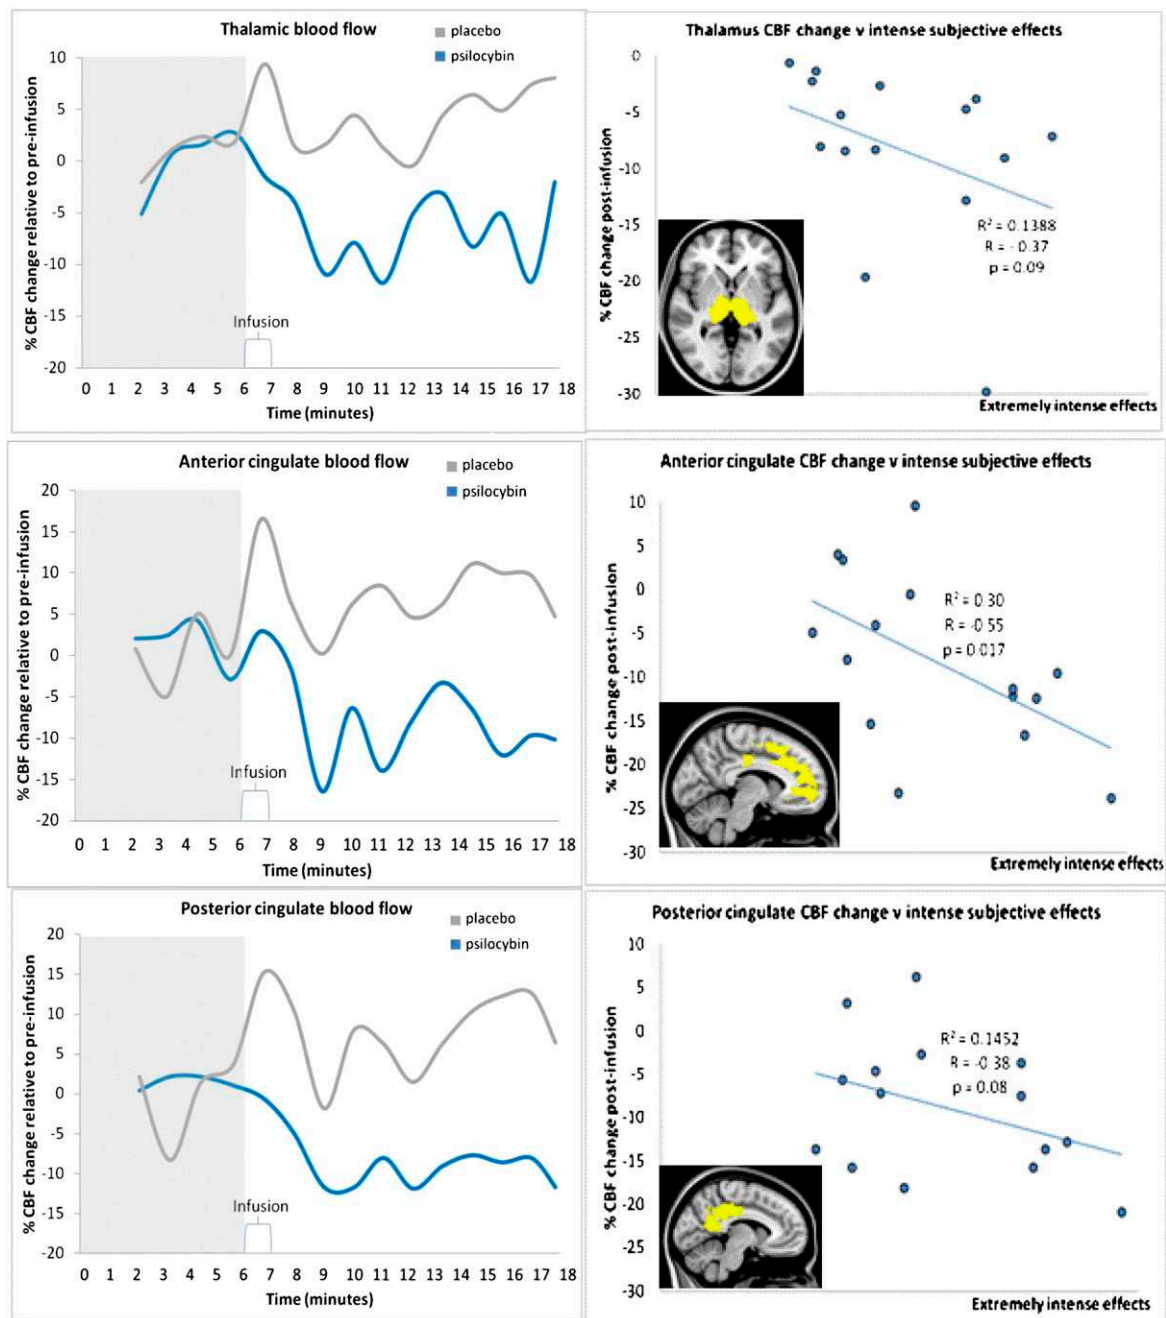 Thalamic blood flow
placebo
psilocybin
% CBF change relative to pre-infusion
10
5
0
-5
-10
-15
-20
Infusion
0 1 2 3 4 5 6 7 8 9 10 11 12 13 14 15 16 17 18
Time (minutes)
Thalamus CBF change v intense subjective effects
% CBF change post-infusion
-0
-5
-10
-15
-20
-25
-30
R² = 0.1388
R = - 0.37
p = 0.09
Extremely intense effects
Anterior cingulate blood flow
placebo
psilocybin
% CBF change relative to pre-infusion
20
15
10
5
0
-5
-10
-15
-20
Infusion
0 1 2 3 4 5 6 7 8 9 10 11 12 13 14 15 16 17 18
Time (minutes)
Anterior cingulate CBF change v intense subjective effects
% CBF change post-infusion
10
5
0
-5
-10
-15
-20
-25
-30
R² = 0.30
R = -0.55
p = 0.017
Extremely intense effects
Posterior cingulate blood flow
placebo
psilocybin
% CBF change relative to pre-infusion
20
15
10
5
0
-5
-10
-15
-20
Infusion
0 1 2 3 4 5 6 7 8 9 10 11 12 13 14 15 16 17 18
Time (minutes)
Posterior cingulate CBF change v intense subjective effects
% CBF change post-infusion
10
5
0
-5
-10
-15
-20
-25
-30
R² = 0.1452
R = -0.38
p = 0.08
Extremely intense effects